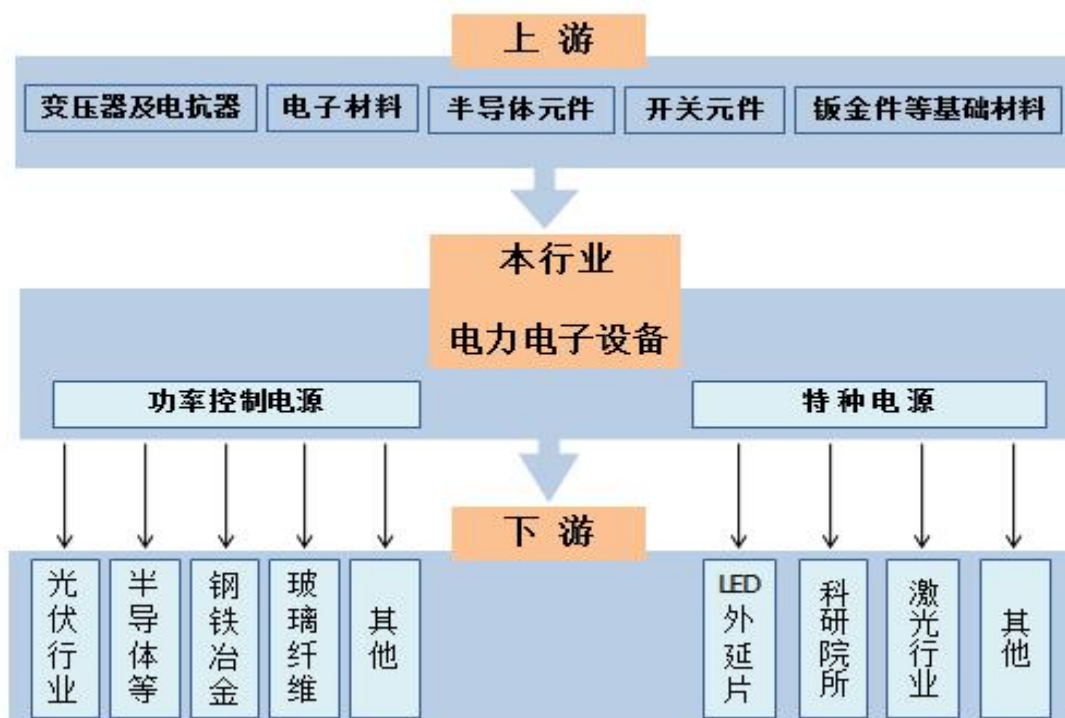 上 游
变压器及电抗器
电子材料
半导体元件
开关元件
钣金件等基础材料
本行业
电力电子设备
功率控制电源
特种电源
下 游
光伏行业
半导体等
钢铁冶金
玻璃纤维
其他
LED外延片
科研院所
激光行业
其他